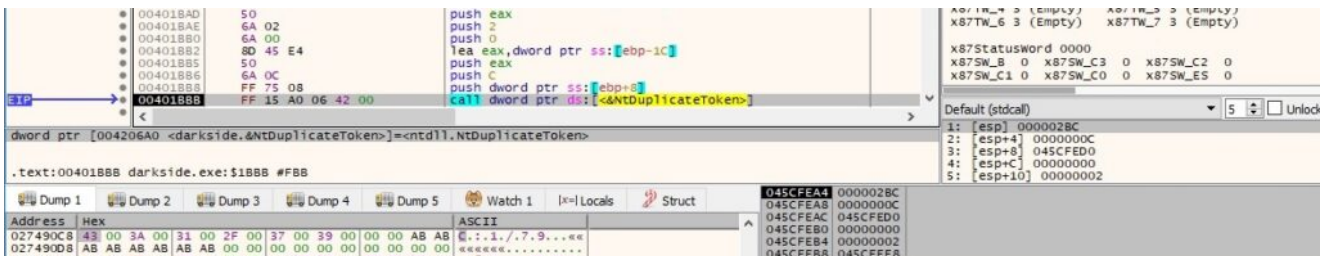 00401BAD 50 push eax
00401BAE 6A 02 push 2
00401BB0 6A 00 push 0
00401BB2 8D 45 E4 lea eax,dword ptr ss:[ebp-1C]
00401BB5 50 push eax
00401BB6 6A 0C push C
00401BB8 FF 75 08 push dword ptr ss:[ebp+8]
EIP 00401BBB FF 15 A0 06 42 00 call dword ptr ds:[<&NtDuplicateToken>]
dword ptr [004206A0 <darkside.&NtDuplicateToken>]=<ntdll.NtDuplicateToken>
.text:00401BBB darkside.exe:$1BBB #FBB
x87TW_4 3 (Empty) x87TW_5 3 (Empty)
x87TW_6 3 (Empty) x87TW_7 3 (Empty)
x87StatusWord 0000
x87SW_B 0 x87SW_C3 0 x87SW_C2 0
x87SW_C1 0 x87SW_C0 0 x87SW_ES 0
Default (stdcall) 5 Unlock
1: [esp] 000002BC
2: [esp+4] 0000000C
3: [esp+8] 045CFED0
4: [esp+C] 00000000
5: [esp+10] 00000002
Dump 1 Dump 2 Dump 3 Dump 4 Dump 5 Watch 1 [x=] Locals Struct
Address Hex ASCII
027490C8 43 00 3A 00 31 00 2F 00 37 00 39 00 00 00 AB AB C.:.1./.7.9...««
027490D8 AB AB AB AB AB AB 00 00 00 00 00 00 00 00 00 00 ««««««..........
045CFEA4 000002BC
045CFEA8 0000000C
045CFEAC 045CFED0
045CFEB0 00000000
045CFEB4 00000002
045CFEB8 045CFEE8